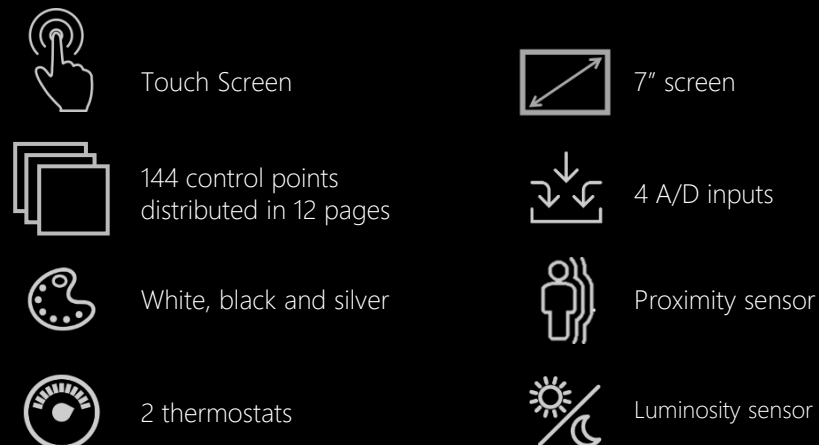 Touch Screen
7" screen
144 control points
distributed in 12 pages
4 A/D inputs
White, black and silver
Proximity sensor
2 thermostats
Luminosity sensor